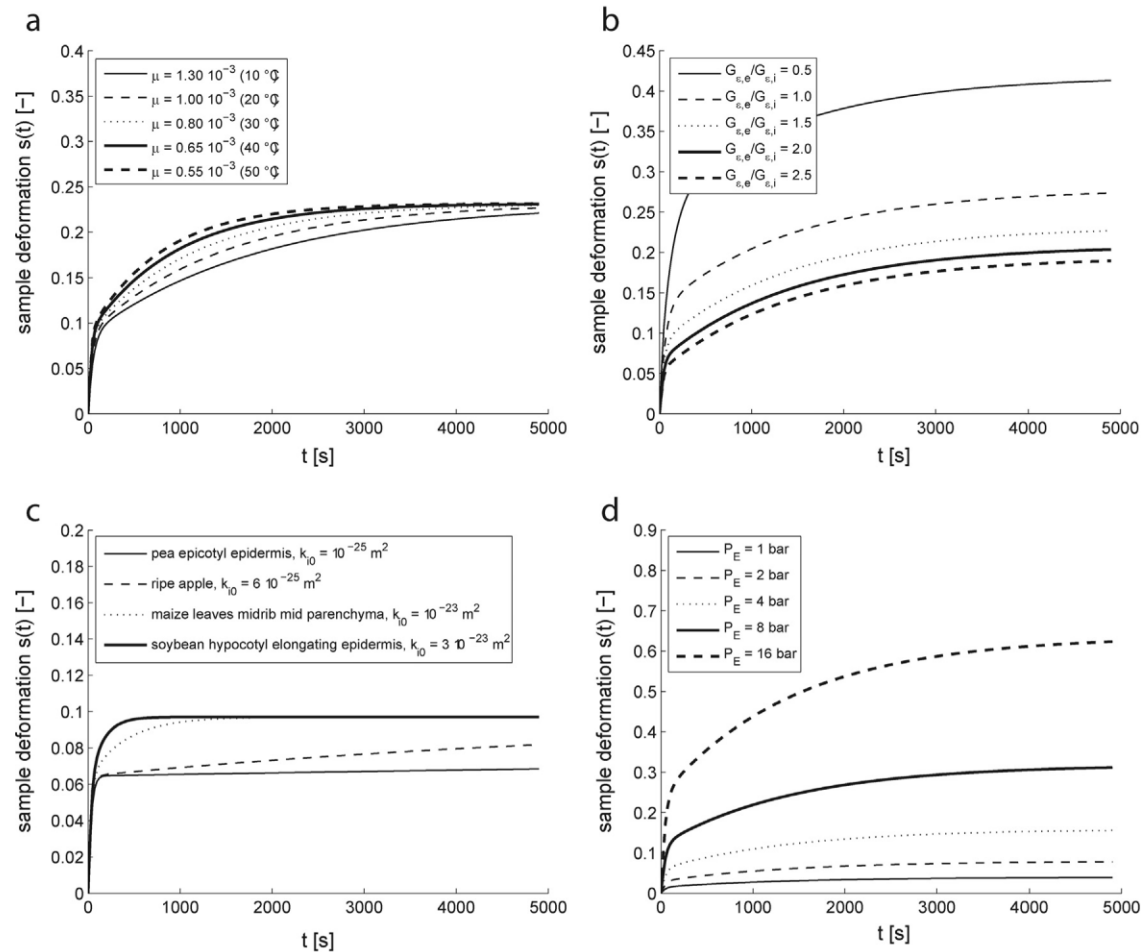 a
sample deformation s(t) [−]
0.4
0.35
0.3
0.25
0.2
0.15
0.1
0.05
0
μ = 1.30 10⁻³ (10 °C)
μ = 1.00 10⁻³ (20 °C)
μ = 0.80 10⁻³ (30 °C)
μ = 0.65 10⁻³ (40 °C)
μ = 0.55 10⁻³ (50 °C)
0 1000 2000 3000 4000 5000
t [s]
b
sample deformation s(t) [−]
0.45
0.4
0.35
0.3
0.25
0.2
0.15
0.1
0.05
0
G_ε,e/G_ε,i = 0.5
G_ε,e/G_ε,i = 1.0
G_ε,e/G_ε,i = 1.5
G_ε,e/G_ε,i = 2.0
G_ε,e/G_ε,i = 2.5
0 1000 2000 3000 4000 5000
t [s]
c
sample deformation s(t) [−]
0.2
0.18
0.16
0.14
0.12
0.1
0.08
0.06
0.04
0.02
0
pea epicotyl epidermis, k_i0 = 10⁻²⁵ m²
ripe apple, k_i0 = 6 10⁻²⁵ m²
maize leaves midrib mid parenchyma, k_i0 = 10⁻²³ m²
soybean hypocotyl elongating epidermis, k_i0 = 3 10⁻²³ m²
0 1000 2000 3000 4000 5000
t [s]
d
sample deformation s(t) [−]
0.9
0.8
0.7
0.6
0.5
0.4
0.3
0.2
0.1
0
P_E = 1 bar
P_E = 2 bar
P_E = 4 bar
P_E = 8 bar
P_E = 16 bar
0 1000 2000 3000 4000 5000
t [s]